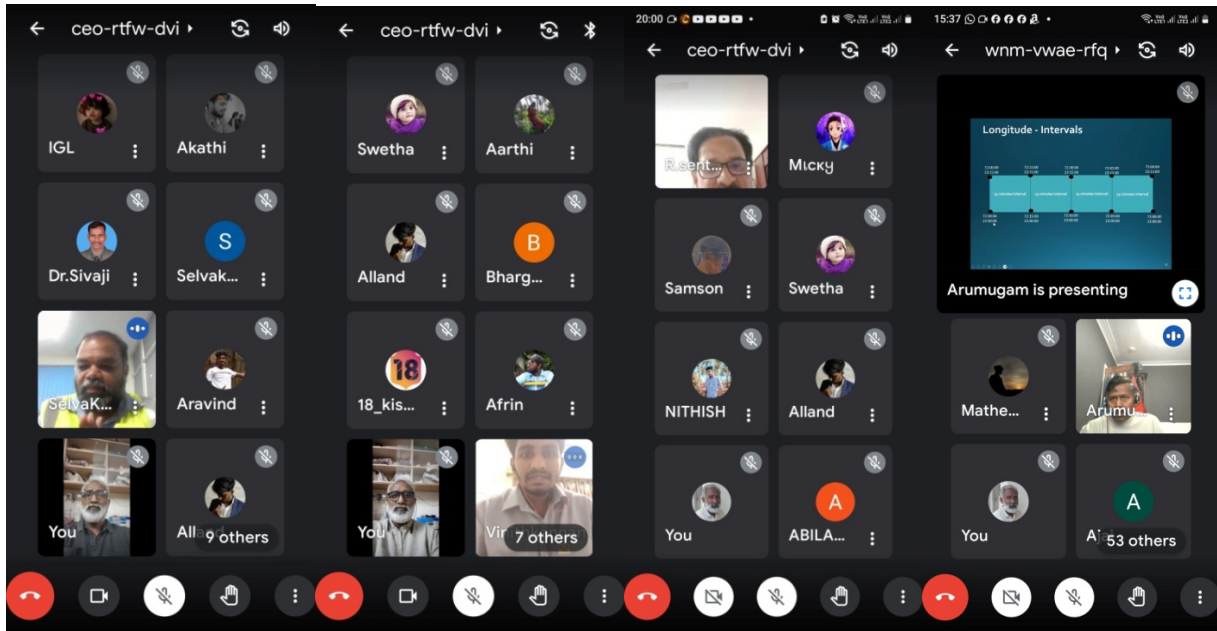 ceo-rtfw-dvi
IGL
Akathi
Dr.Sivaji
S
Selvak...
SelvaK...
Aravind
You
9 others
ceo-rtfw-dvi
Swetha
Aarthi
Alland
B
Bharg...
18
18_kis...
Afrin
You
7 others
20:00
ceo-rtfw-dvi
R.sent...
Mιcκy
Samson
Swetha
NITHISH
Alland
You
A
ABILA...
15:37
wnm-vwae-rfq
Longitude - Intervals
Arumugam is presenting
Mathe...
Arumu...
You
A
53 others